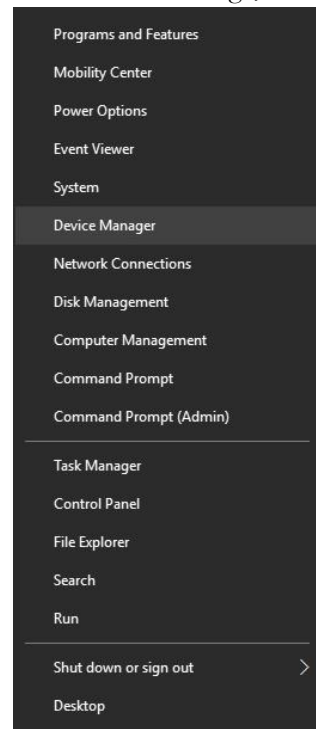 Programs and Features
Mobility Center
Power Options
Event Viewer
System
Device Manager
Network Connections
Disk Management
Computer Management
Command Prompt
Command Prompt (Admin)
Task Manager
Control Panel
File Explorer
Search
Run
Shut down or sign out
Desktop